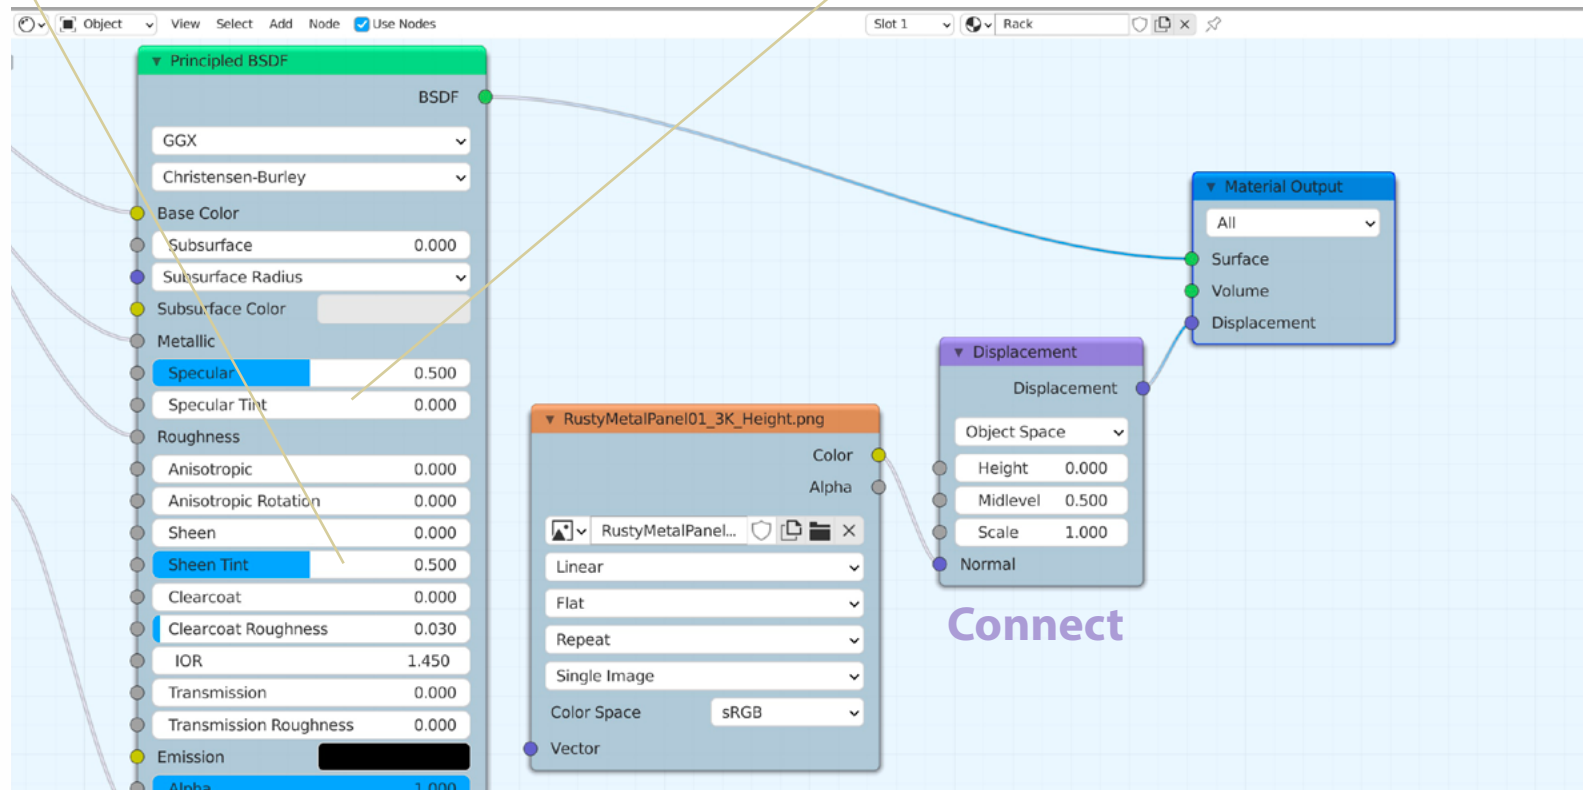 Object View Select Add Node Use Nodes Slot 1 Rack
Principled BSDF
BSDF
GGX
Christensen-Burley
Base Color
Subsurface 0.000
Subsurface Radius
Subsurface Color
Metallic
Specular 0.500
Specular Tint 0.000
Roughness
Anisotropic 0.000
Anisotropic Rotation 0.000
Sheen 0.000
Sheen Tint 0.500
Clearcoat 0.000
Clearcoat Roughness 0.030
IOR 1.450
Transmission 0.000
Transmission Roughness 0.000
Emission
Alpha 1.000
RustyMetalPanel01_3K_Height.png
Color
Alpha
RustyMetalPanel...
Linear
Flat
Repeat
Single Image
Color Space sRGB
Vector
Displacement
Displacement
Object Space
Height 0.000
Midlevel 0.500
Scale 1.000
Normal
Connect
Material Output
All
Surface
Volume
Displacement